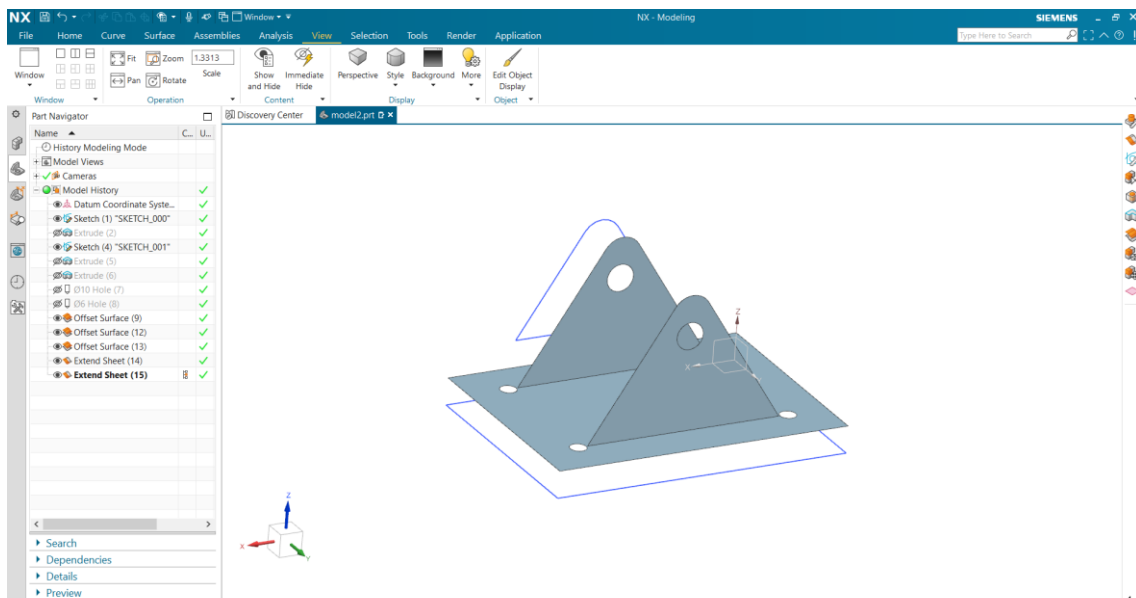 NX Window NX - Modeling SIEMENS
File Home Curve Surface Assemblies Analysis View Selection Tools Render Application Type Here to Search
Window
Fit Zoom 1.3313
Pan Rotate Scale
Show and Hide
Immediate Hide
Perspective Style Background More
Edit Object Display
Window Operation Content Display Object
Part Navigator
Discovery Center model2.prt
Name C... U...
History Modeling Mode
Model Views
Cameras
Model History
Datum Coordinate Syste...
Sketch (1) "SKETCH_000"
Extrude (2)
Sketch (4) "SKETCH_001"
Extrude (5)
Extrude (6)
Ø10 Hole (7)
Ø6 Hole (8)
Offset Surface (9)
Offset Surface (12)
Offset Surface (13)
Extend Sheet (14)
Extend Sheet (15)
Search
Dependencies
Details
Preview
Z
X
Y
Z
X
Y